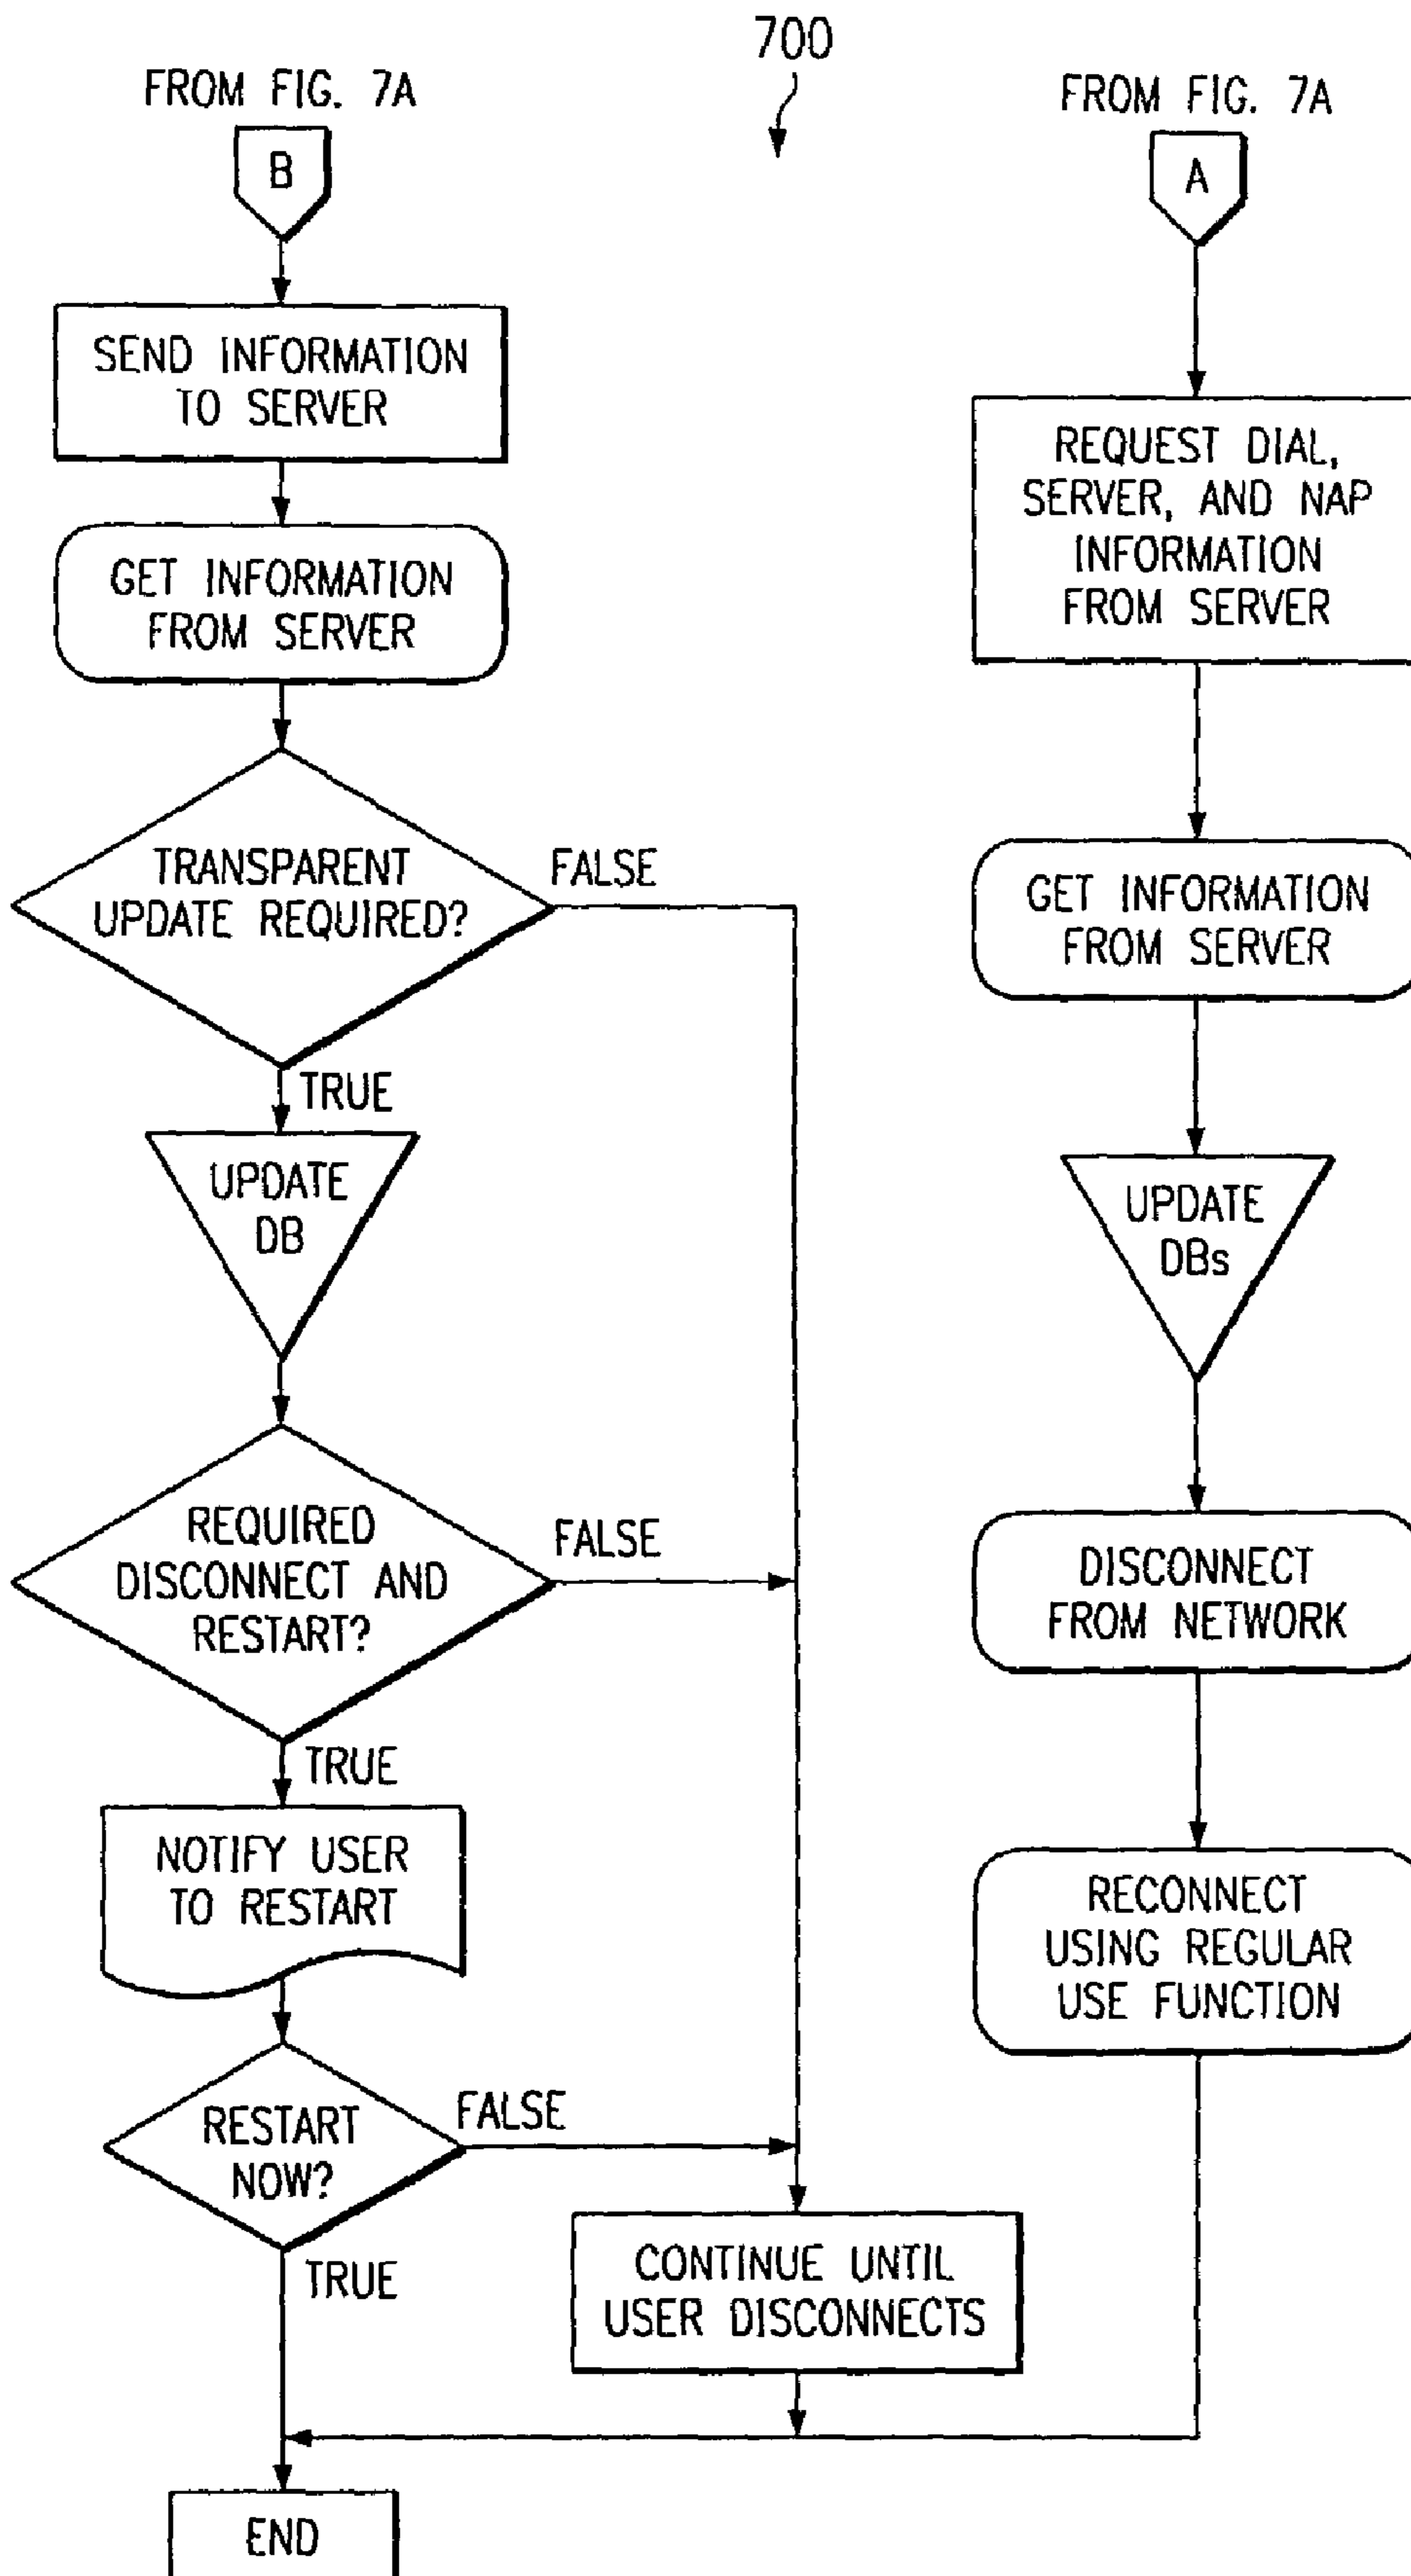 700
FROM FIG. 7A
B
SEND INFORMATION
TO SERVER
GET INFORMATION
FROM SERVER
TRANSPARENT
UPDATE REQUIRED?
FALSE
TRUE
UPDATE
DB
REQUIRED
DISCONNECT AND
RESTART?
FALSE
TRUE
NOTIFY USER
TO RESTART
RESTART
NOW?
FALSE
TRUE
CONTINUE UNTIL
USER DISCONNECTS
END
FROM FIG. 7A
A
REQUEST DIAL,
SERVER, AND NAP
INFORMATION
FROM SERVER
GET INFORMATION
FROM SERVER
UPDATE
DBs
DISCONNECT
FROM NETWORK
RECONNECT
USING REGULAR
USE FUNCTION